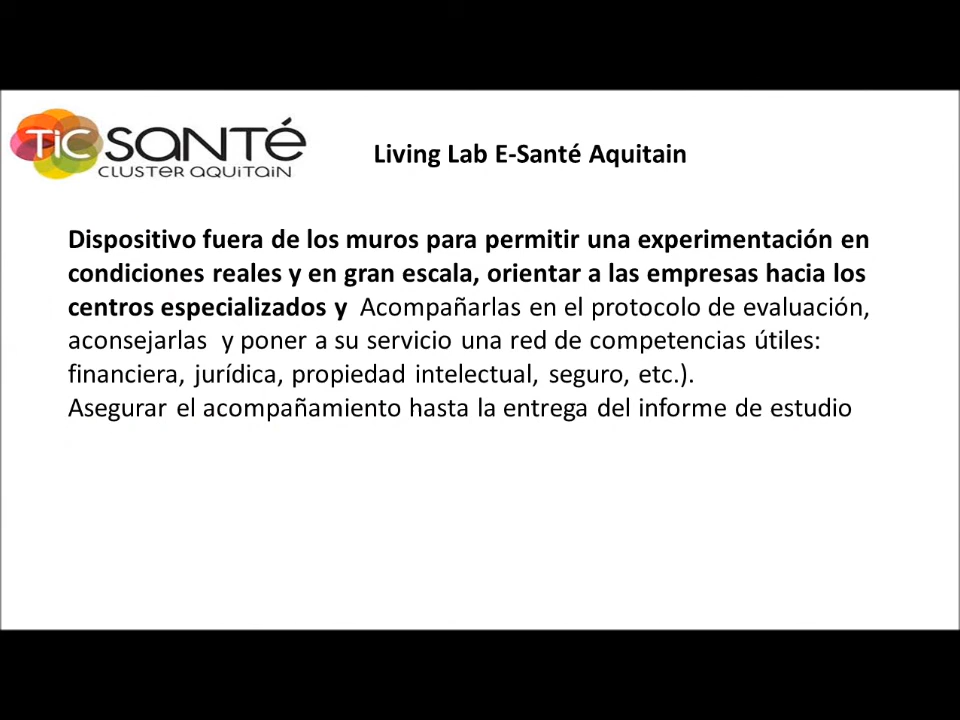 TiC SANTÉ
CLUSTER AQUITAIN
Living Lab E-Santé Aquitain
Dispositivo fuera de los muros para permitir una experimentación en
condiciones reales y en gran escala, orientar a las empresas hacia los
centros especializados y Acompañarlas en el protocolo de evaluación,
aconsejarlas y poner a su servicio una red de competencias útiles:
financiera, jurídica, propiedad intelectual, seguro, etc.).
Asegurar el acompañamiento hasta la entrega del informe de estudio